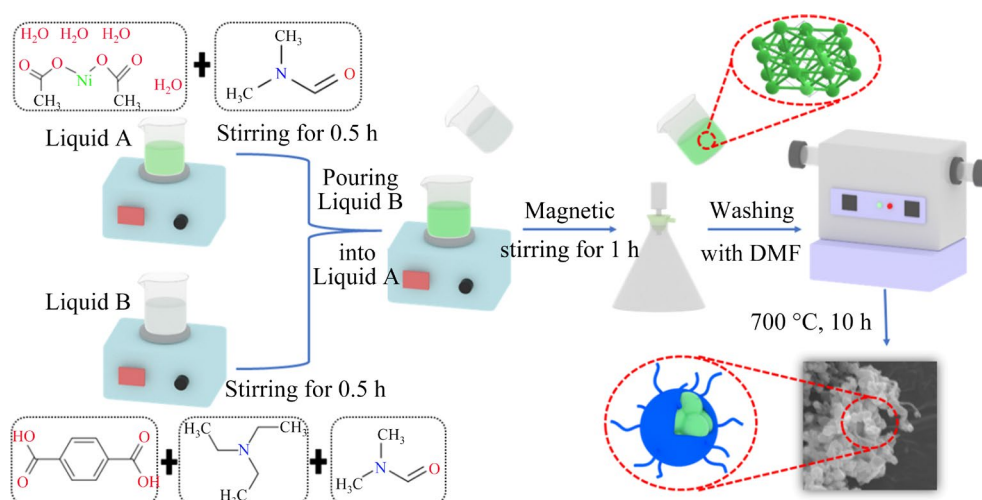 H₂O H₂O H₂O
O O
O Ni
H₂O
CH₃ CH₃
CH₃
N O
H₃C
Liquid A
Stirring for 0.5 h
Pouring
Liquid B
into
Liquid A
Magnetic
stirring for 1 h
Washing
with DMF
Liquid B
Stirring for 0.5 h
700 °C, 10 h
HO O
O OH
H₃C CH₃
N
H₃C
CH₃
N O
H₃C